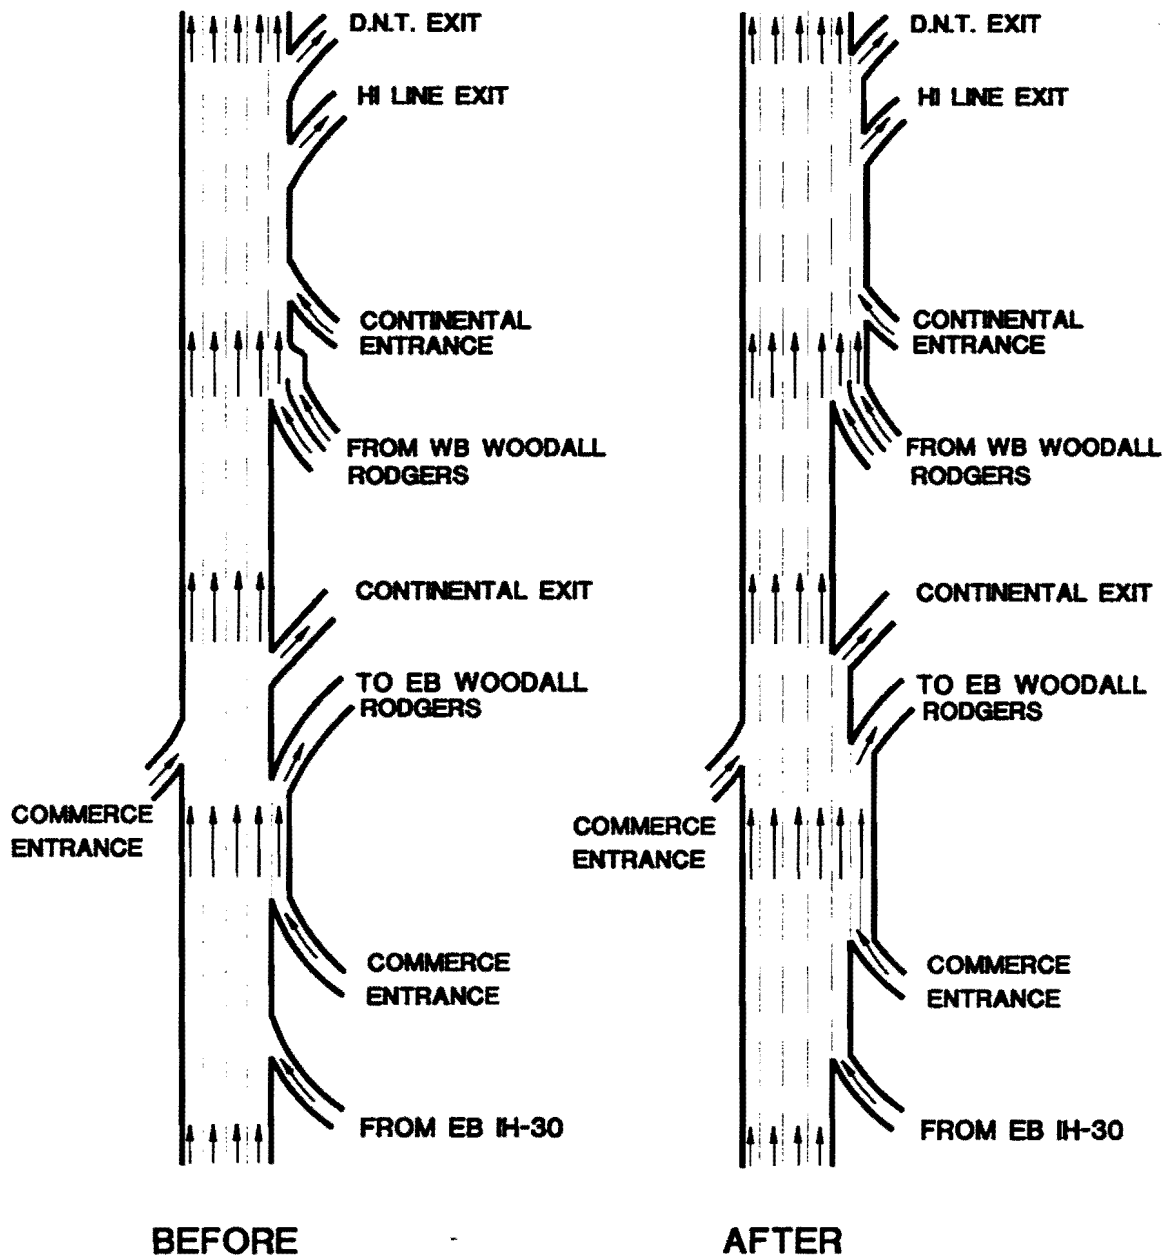 D.N.T. EXIT
HI LINE EXIT
CONTINENTAL
ENTRANCE
FROM WB WOODALL
RODGERS
CONTINENTAL EXIT
TO EB WOODALL
RODGERS
COMMERCE
ENTRANCE
COMMERCE
ENTRANCE
FROM EB IH-30
BEFORE
D.N.T. EXIT
HI LINE EXIT
CONTINENTAL
ENTRANCE
FROM WB WOODALL
RODGERS
CONTINENTAL EXIT
TO EB WOODALL
RODGERS
COMMERCE
ENTRANCE
COMMERCE
ENTRANCE
FROM EB IH-30
AFTER